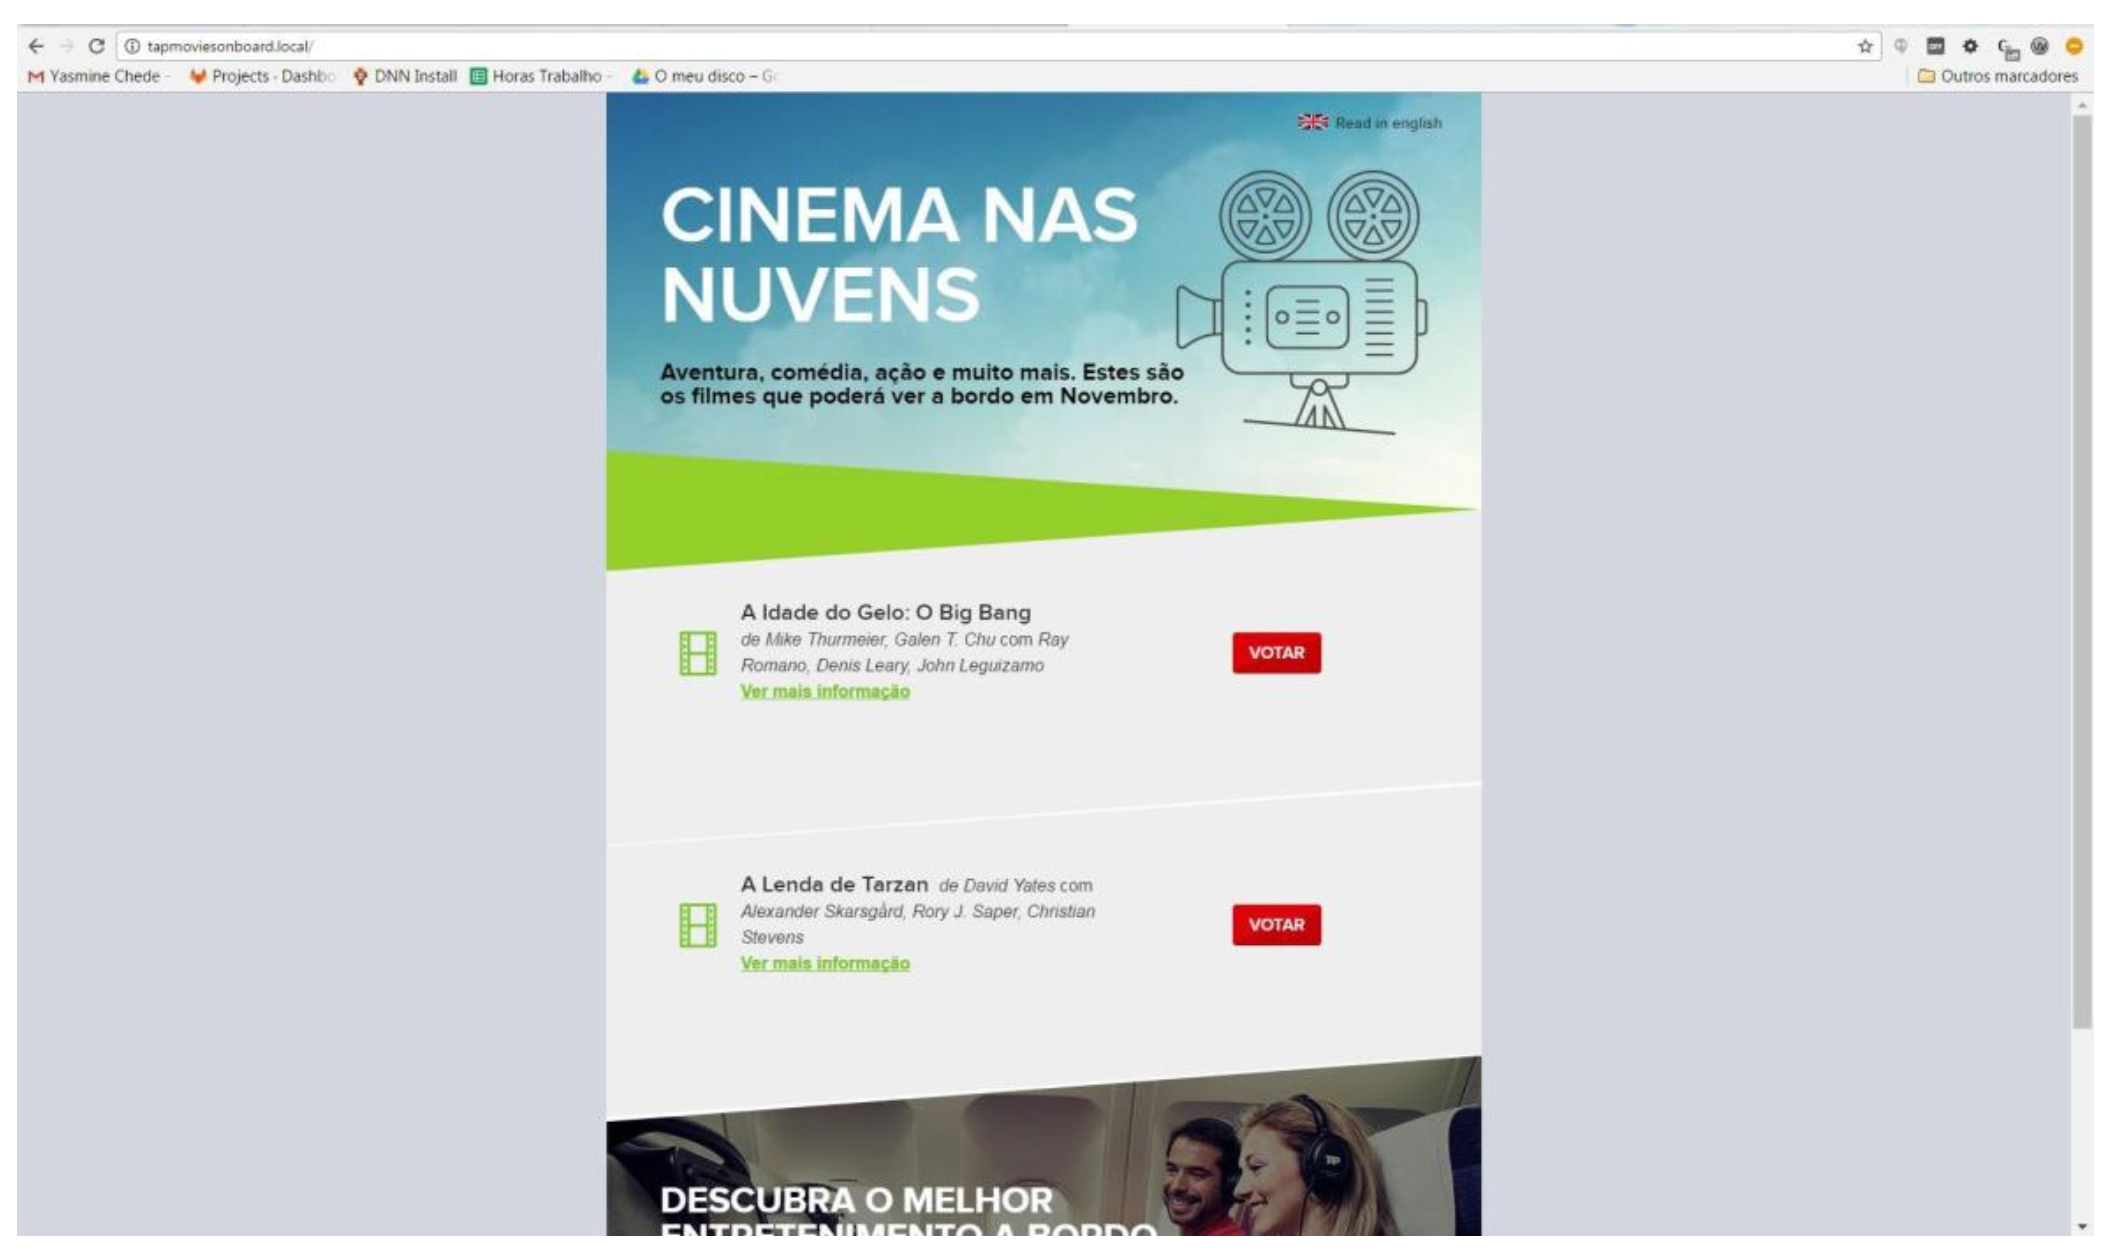 tapmoviesonboard.local/
Yasmine Chede - Projects - Dashbo DNN Install Horas Trabalho - O meu disco – G
Outros marcadores
Read in english
CINEMA NAS
NUVENS
Aventura, comédia, ação e muito mais. Estes são
os filmes que poderá ver a bordo em Novembro.
A Idade do Gelo: O Big Bang
de Mike Thurmeier, Galen T. Chu com Ray
Romano, Denis Leary, John Leguizamo
Ver mais informação
VOTAR
A Lenda de Tarzan de David Yates com
Alexander Skarsgård, Rory J. Saper, Christian
Stevens
Ver mais informação
VOTAR
DESCUBRA O MELHOR
ENTRETENIMENTO A BORDO